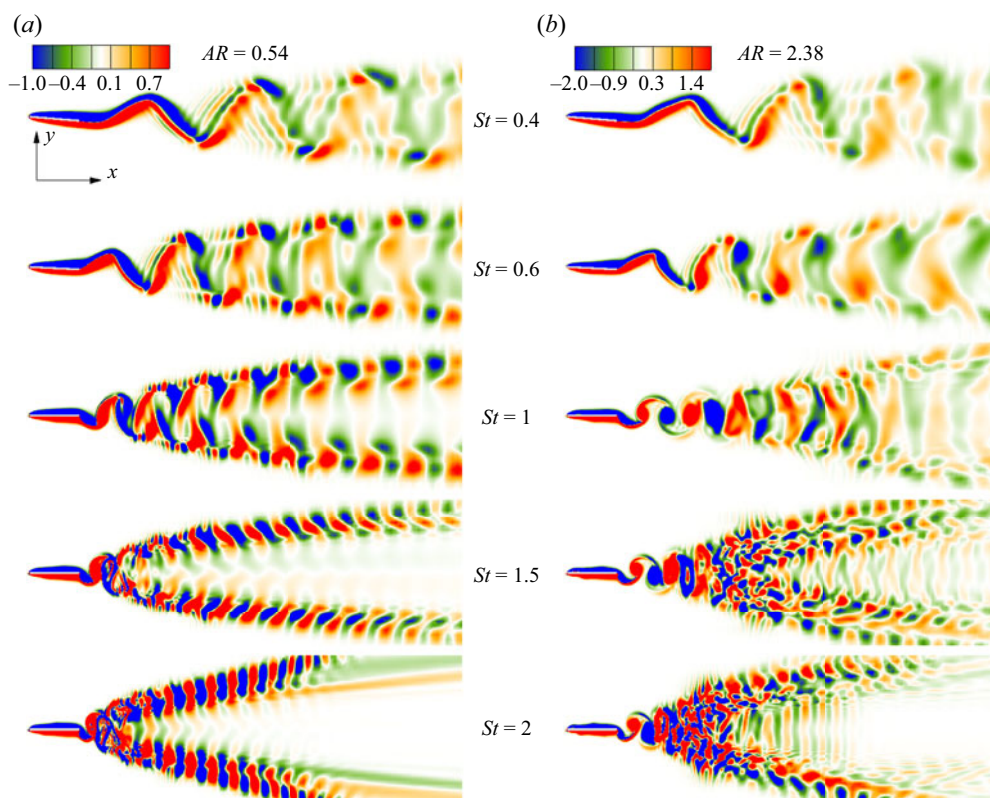 (a)
AR = 0.54
−1.0 −0.4 0.1 0.7
y
x
(b)
AR = 2.38
−2.0 −0.9 0.3 1.4
St = 0.4
St = 0.6
St = 1
St = 1.5
St = 2